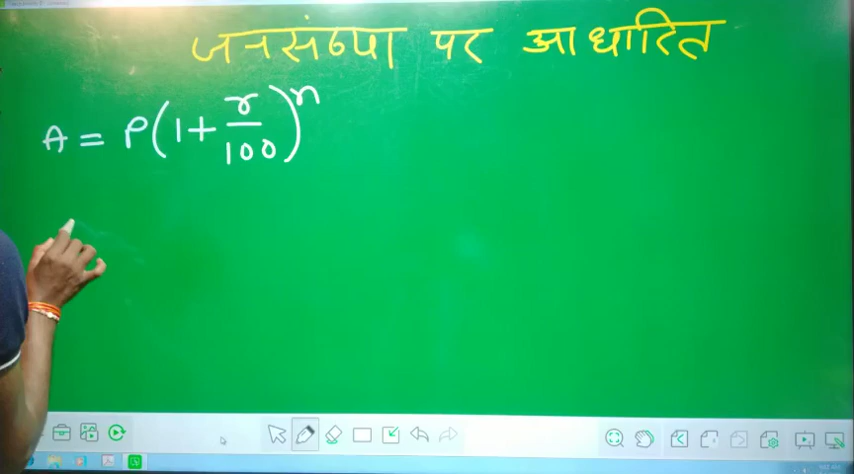 जनसंख्या पर आधारित
A = P(1 + r/100)^n